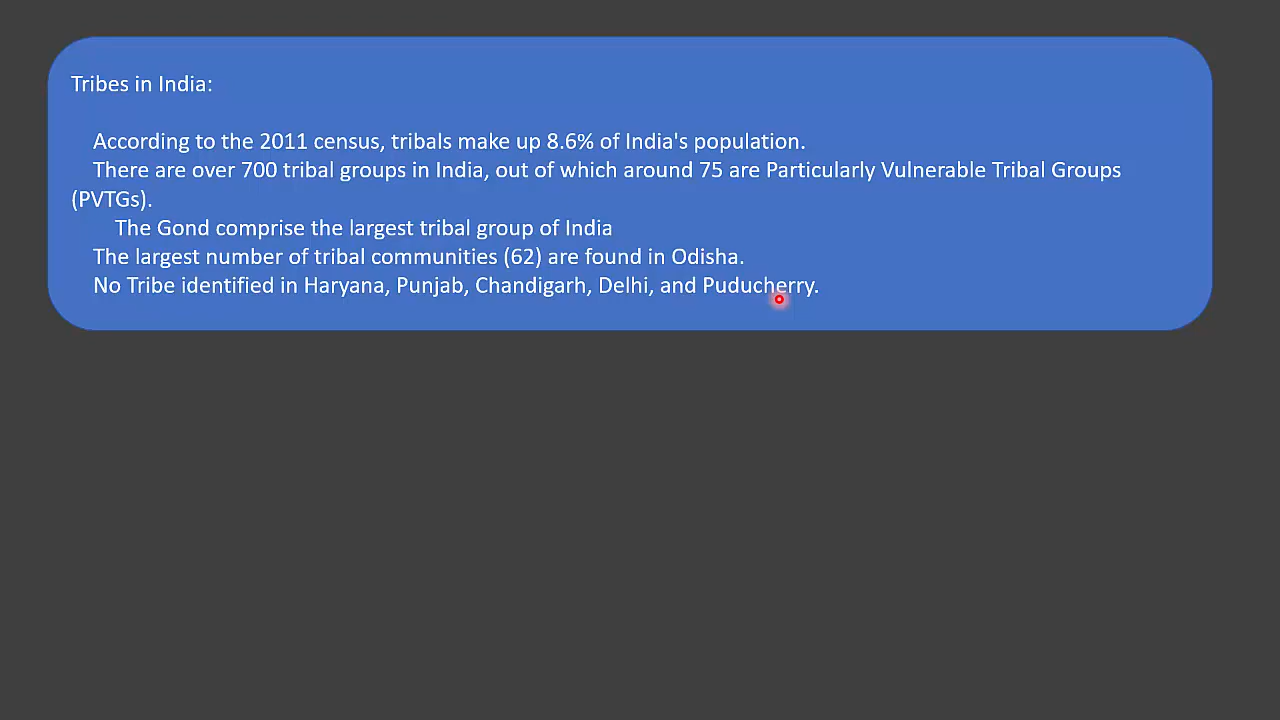 Tribes in India:
According to the 2011 census, tribals make up 8.6% of India's population.
There are over 700 tribal groups in India, out of which around 75 are Particularly Vulnerable Tribal Groups
(PVTGs).
The Gond comprise the largest tribal group of India
The largest number of tribal communities (62) are found in Odisha.
No Tribe identified in Haryana, Punjab, Chandigarh, Delhi, and Puducherry.